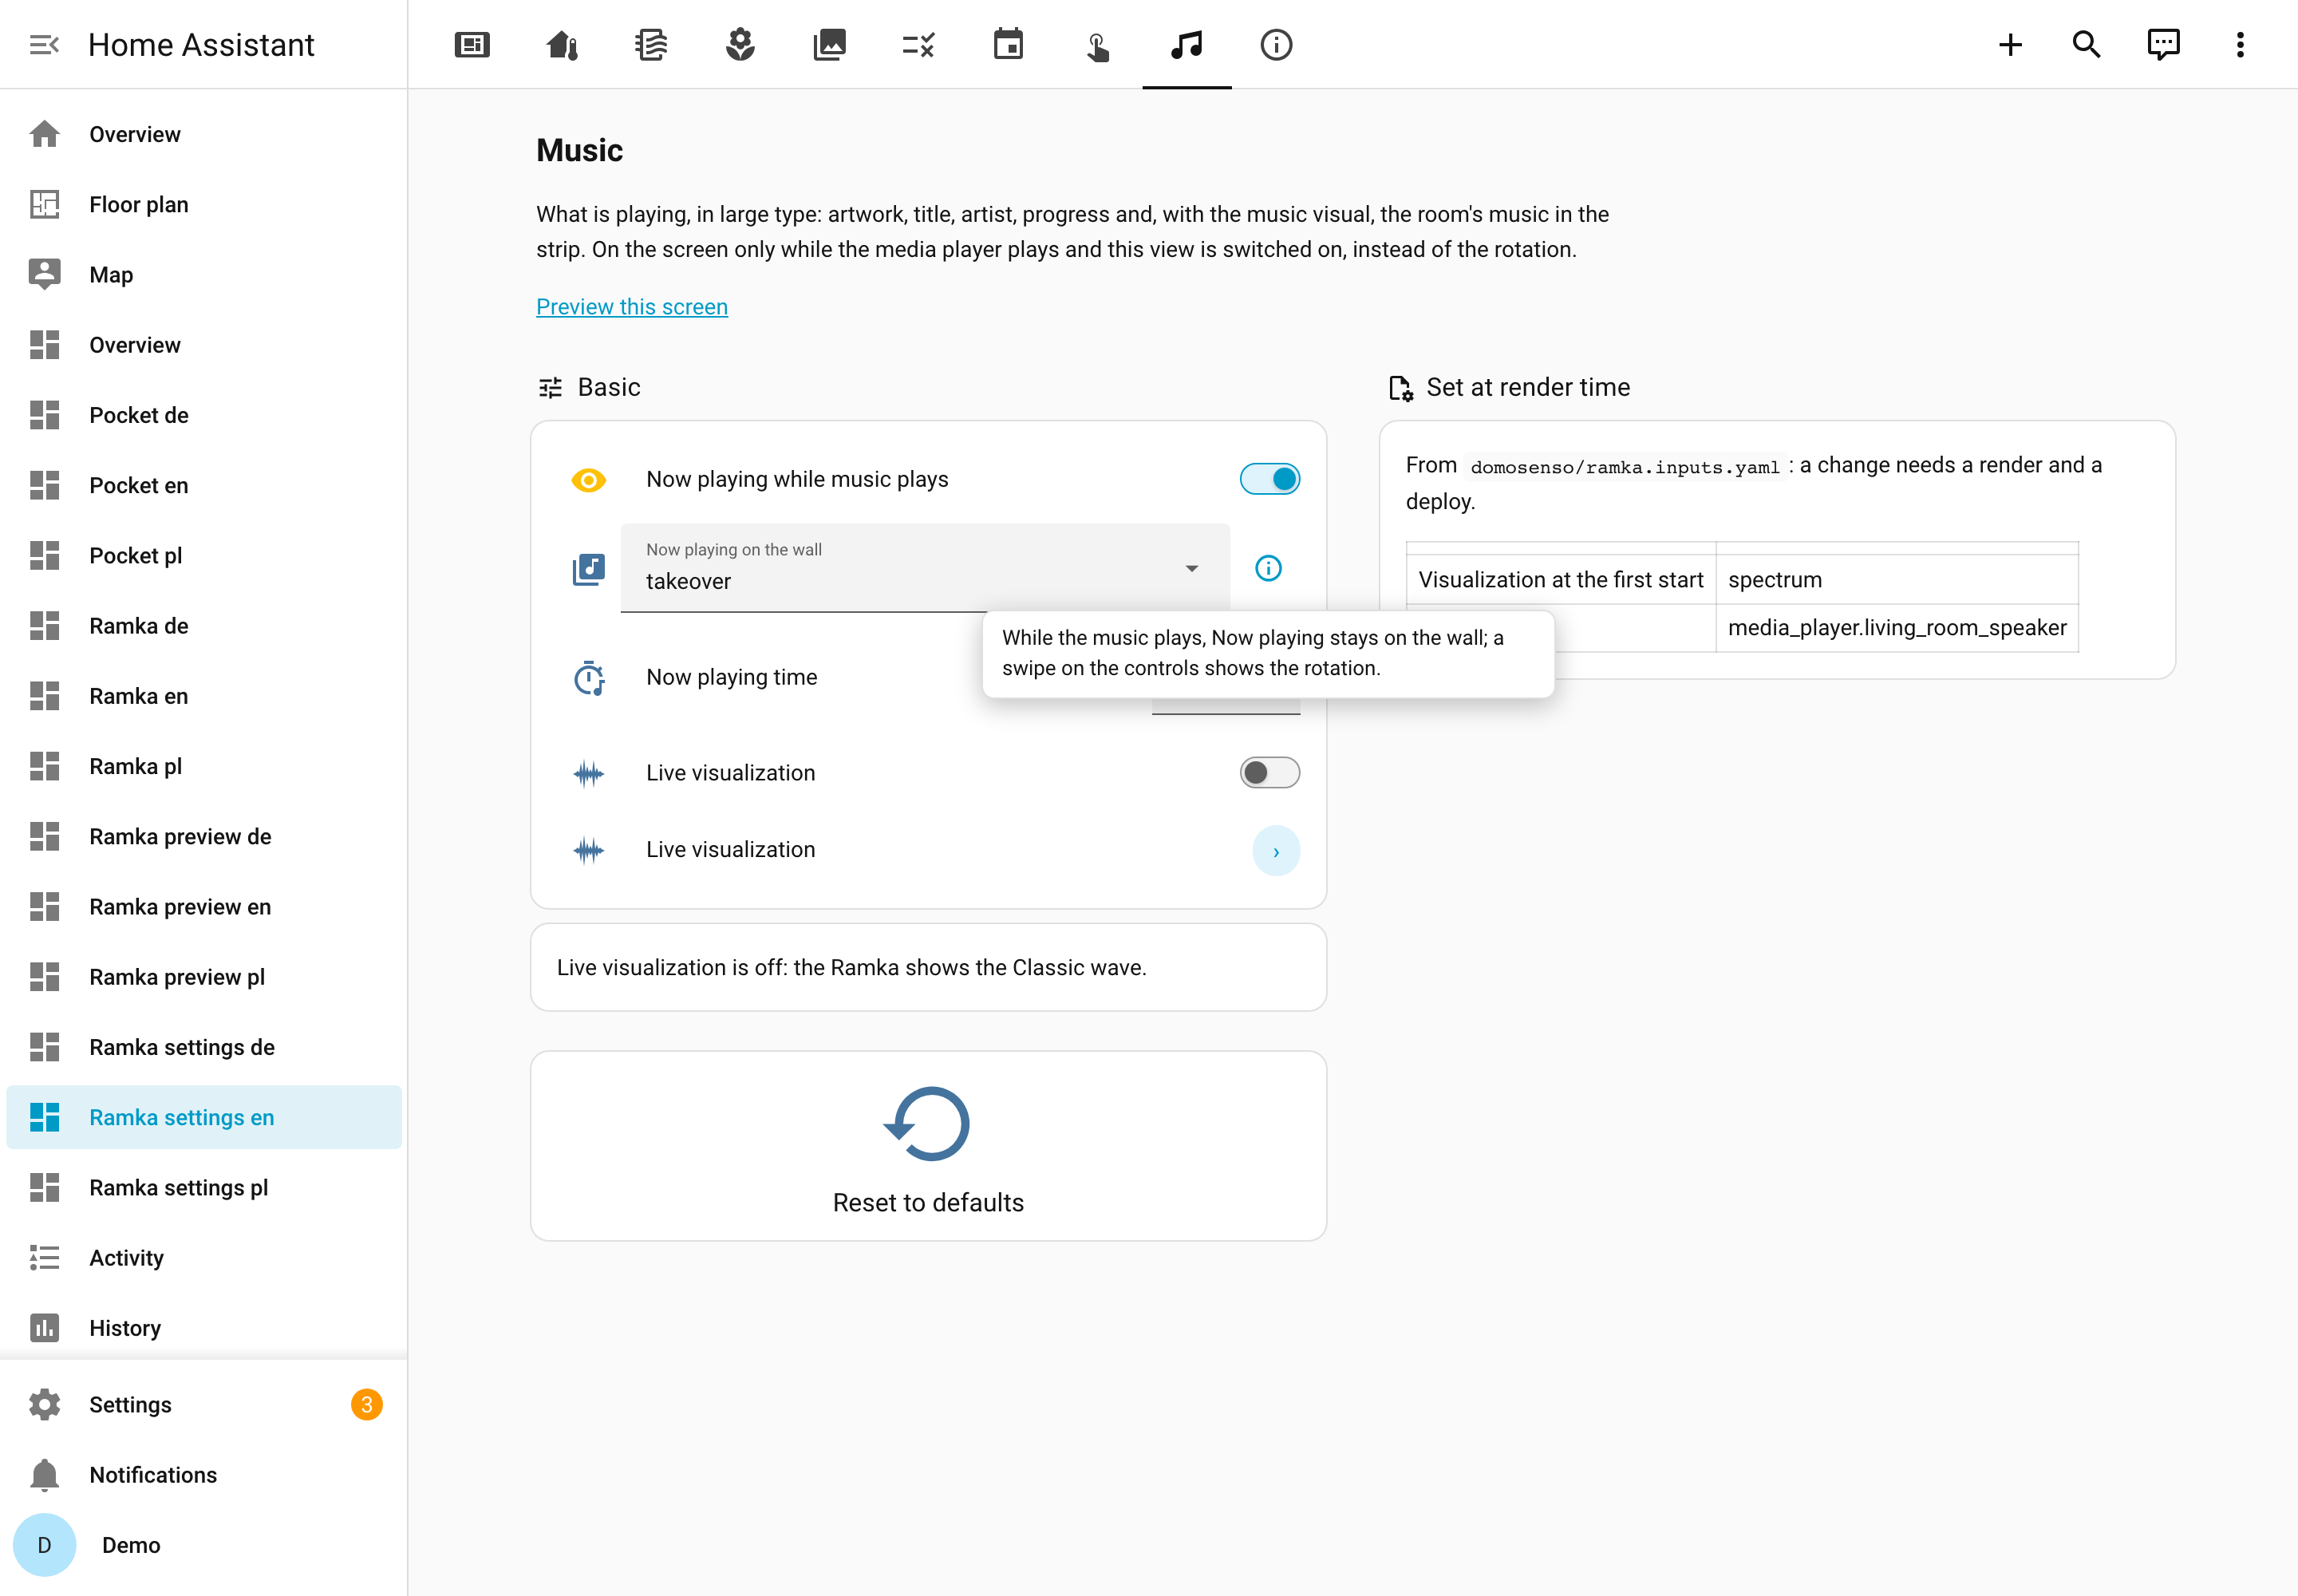 Home Assistant
Overview
Floor plan
Map
Overview
Pocket de
Pocket en
Pocket pl
Ramka de
Ramka en
Ramka pl
Ramka preview de
Ramka preview en
Ramka preview pl
Ramka settings de
Ramka settings en
Ramka settings pl
Activity
History
Settings
3
Notifications
D
Demo
Music
What is playing, in large type: artwork, title, artist, progress and, with the music visual, the room's music in the
strip. On the screen only while the media player plays and this view is switched on, instead of the rotation.
Preview this screen
Basic
Now playing while music plays
Now playing on the wall
takeover
While the music plays, Now playing stays on the wall; a
swipe on the controls shows the rotation.
Now playing time
Live visualization
Live visualization
Live visualization is off: the Ramka shows the Classic wave.
Reset to defaults
Set at render time
From domosenso/ramka.inputs.yaml: a change needs a render and a
deploy.
Visualization at the first start spectrum
media_player.living_room_speaker